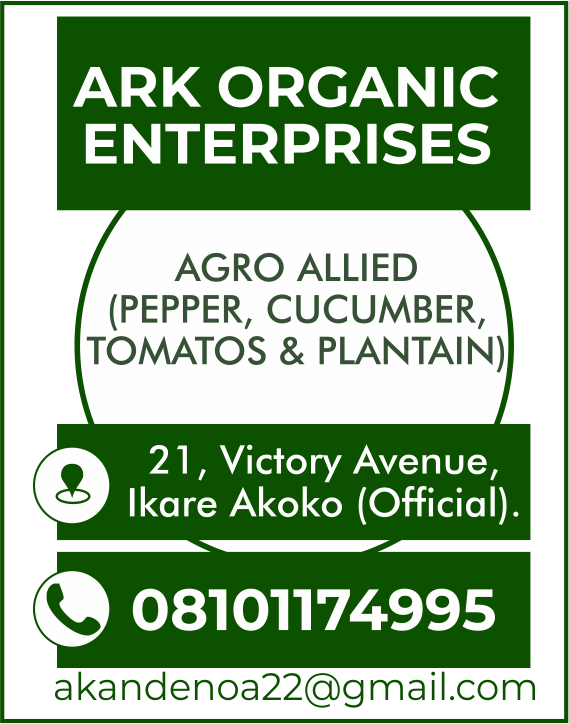 ARK ORGANIC
ENTERPRISES
AGRO ALLIED
(PEPPER, CUCUMBER,
TOMATOS & PLANTAIN)
21, Victory Avenue,
Ikare Akoko (Official).
08101174995
akandenoa22@gmail.com